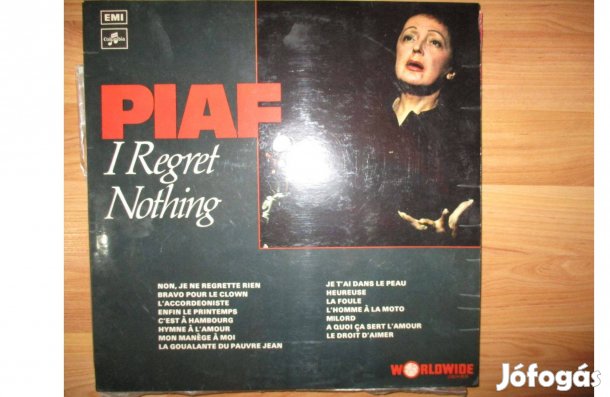 EMI
Columbia
PIAF
I Regret
Nothing
NON, JE NE REGRETTE RIEN
BRAVO POUR LE CLOWN
L'ACCORDEONISTE
ENFIN LE PRINTEMPS
C'EST À HAMBOURG
HYMNE À L'AMOUR
MON MANÈGE À MOI
LA GOUALANTE DU PAUVRE JEAN
JE T'AI DANS LE PEAU
HEUREUSE
LA FOULE
L'HOMME À LA MOTO
MILORD
A QUOI ÇA SERT L'AMOUR
LE DROIT D'AIMER
WORLDWIDE
Jófogás